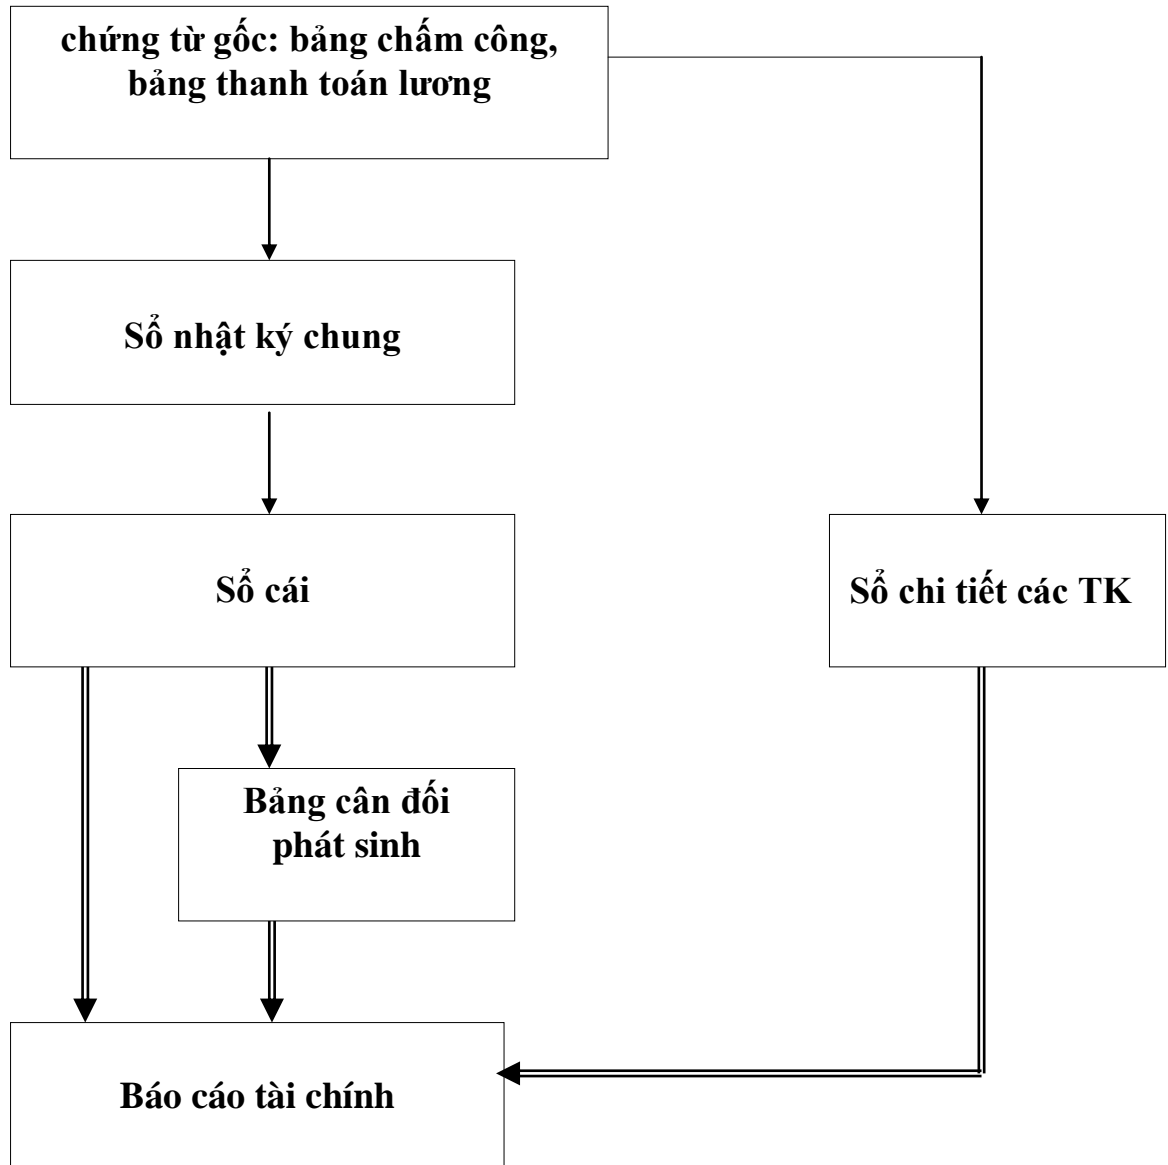 chứng từ gốc: bảng chấm công,
bảng thanh toán lương
Sổ nhật ký chung
Sổ cái
Sổ chi tiết các TK
Bảng cân đối
phát sinh
Báo cáo tài chính